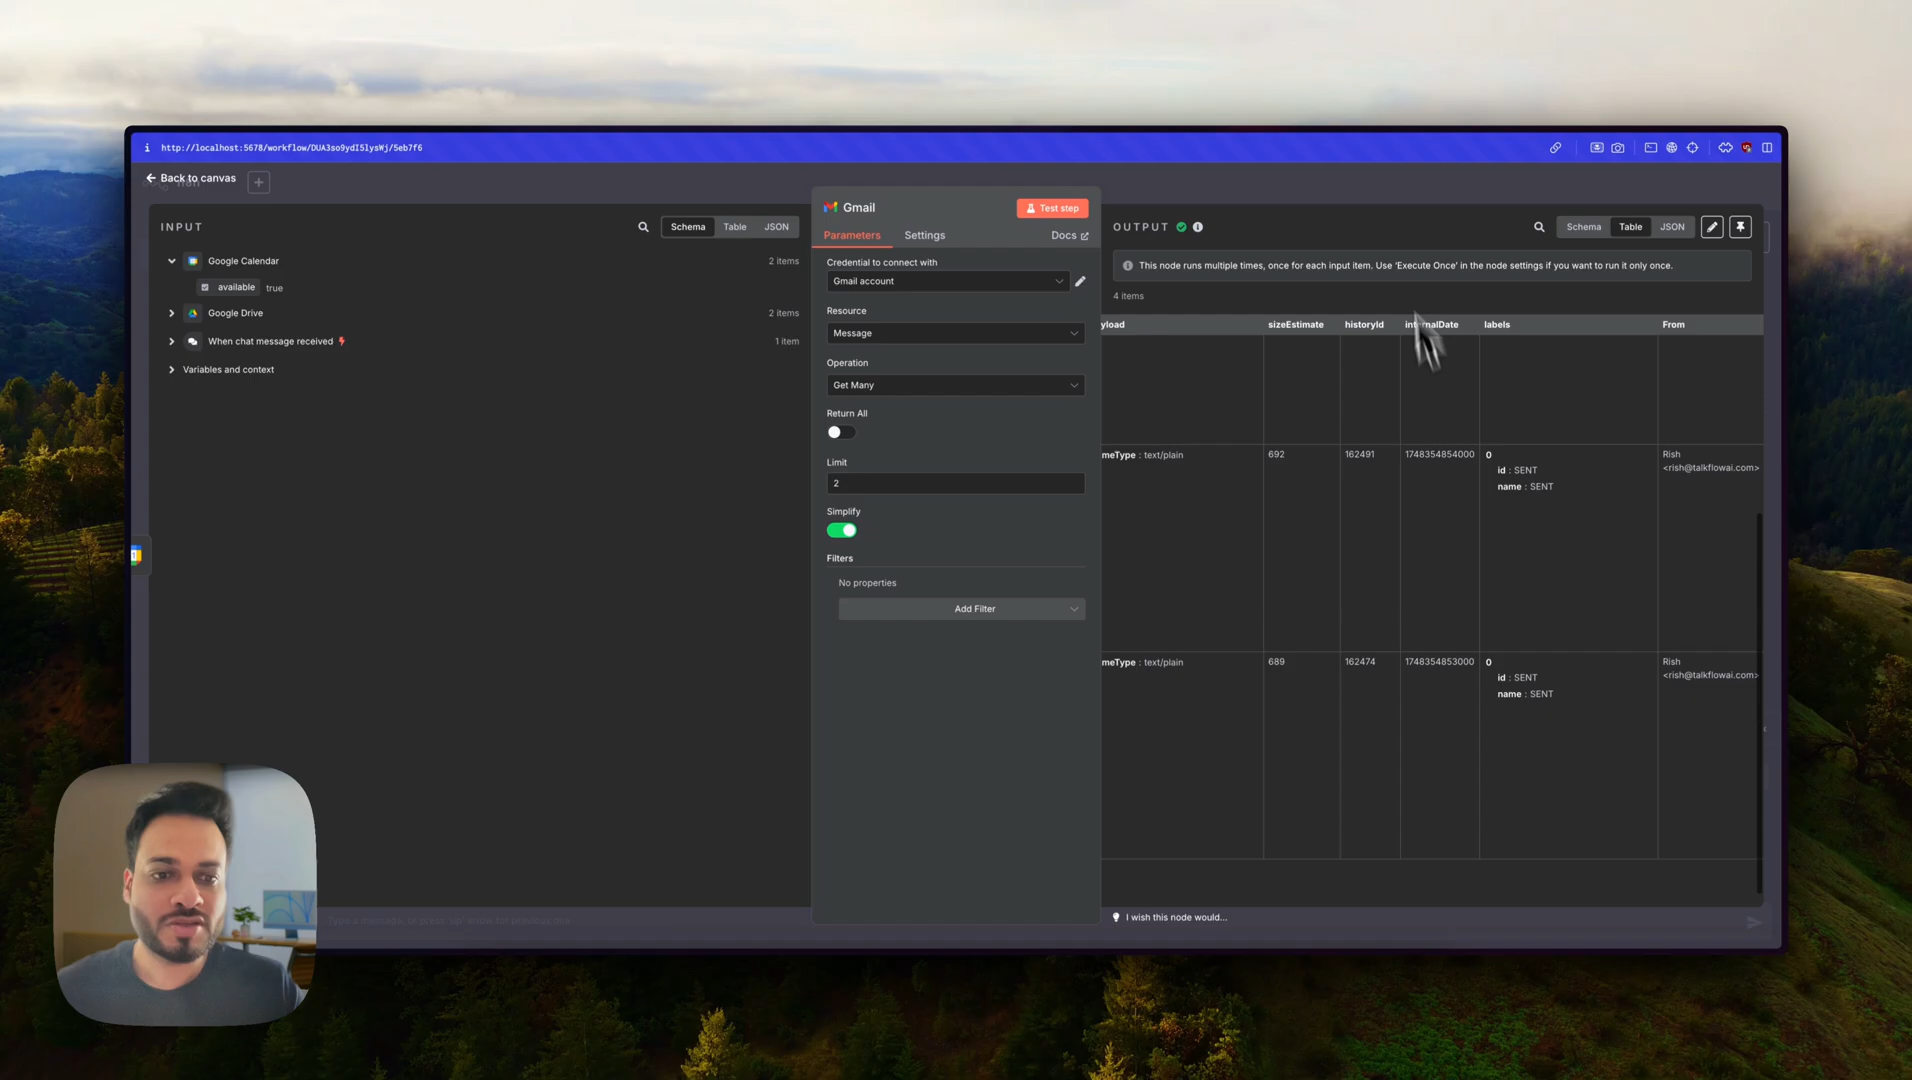 http://localhost:5678/workflow/DUA3so9ydI5lysWj/5eb7f6
Back to canvas
INPUT
Schema
Table
JSON
Google Calendar
2 items
available
true
Google Drive
2 items
When chat message received
1 item
Variables and context
Gmail
Test step
Parameters
Settings
Docs
Credential to connect with
Gmail account
Resource
Message
Operation
Get Many
Return All
Limit
2
Simplify
Filters
No properties
Add Filter
OUTPUT
Schema
Table
JSON
This node runs multiple times, once for each input item. Use 'Execute Once' in the node settings if you want to run it only once.
4 items
yload sizeEstimate historyId internalDate labels From
meType : text/plain 692 162491 1748354854000 0 Rish
<rish@talkflowai.com>
id : SENT
name : SENT
meType : text/plain 689 162474 1748354853000 0 Rish
<rish@talkflowai.com>
id : SENT
name : SENT
I wish this node would...